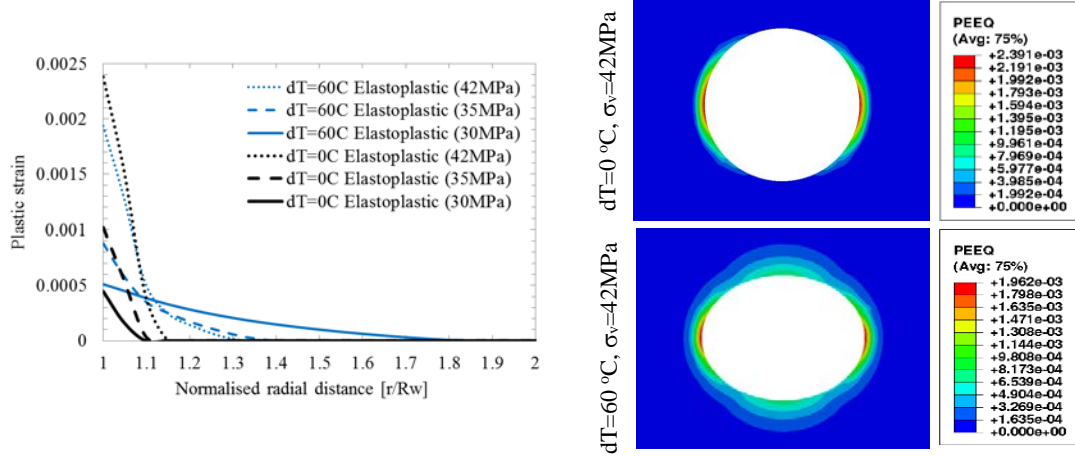 0.0025
0.002
0.0015
0.001
0.0005
0
Plastic strain
dT=60C Elastoplastic (42MPa)
dT=60C Elastoplastic (35MPa)
dT=60C Elastoplastic (30MPa)
dT=0C Elastoplastic (42MPa)
dT=0C Elastoplastic (35MPa)
dT=0C Elastoplastic (30MPa)
1 1.1 1.2 1.3 1.4 1.5 1.6 1.7 1.8 1.9 2
Normalised radial distance [r/Rw]
dT=0 °C, σv=42MPa
PEEQ
(Avg: 75%)
+2.391e-03
+2.191e-03
+1.992e-03
+1.793e-03
+1.594e-03
+1.395e-03
+1.195e-03
+9.961e-04
+7.969e-04
+5.977e-04
+3.985e-04
+1.992e-04
+0.000e+00
dT=60 °C, σv=42MPa
PEEQ
(Avg: 75%)
+1.962e-03
+1.798e-03
+1.635e-03
+1.471e-03
+1.308e-03
+1.144e-03
+9.808e-04
+8.173e-04
+6.539e-04
+4.904e-04
+3.269e-04
+1.635e-04
+0.000e+00